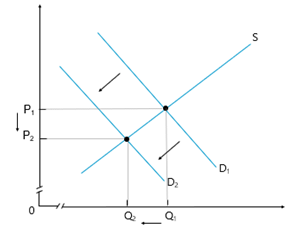 S
P₁
P₂
D₁
D₂
0
Q₂
Q₁